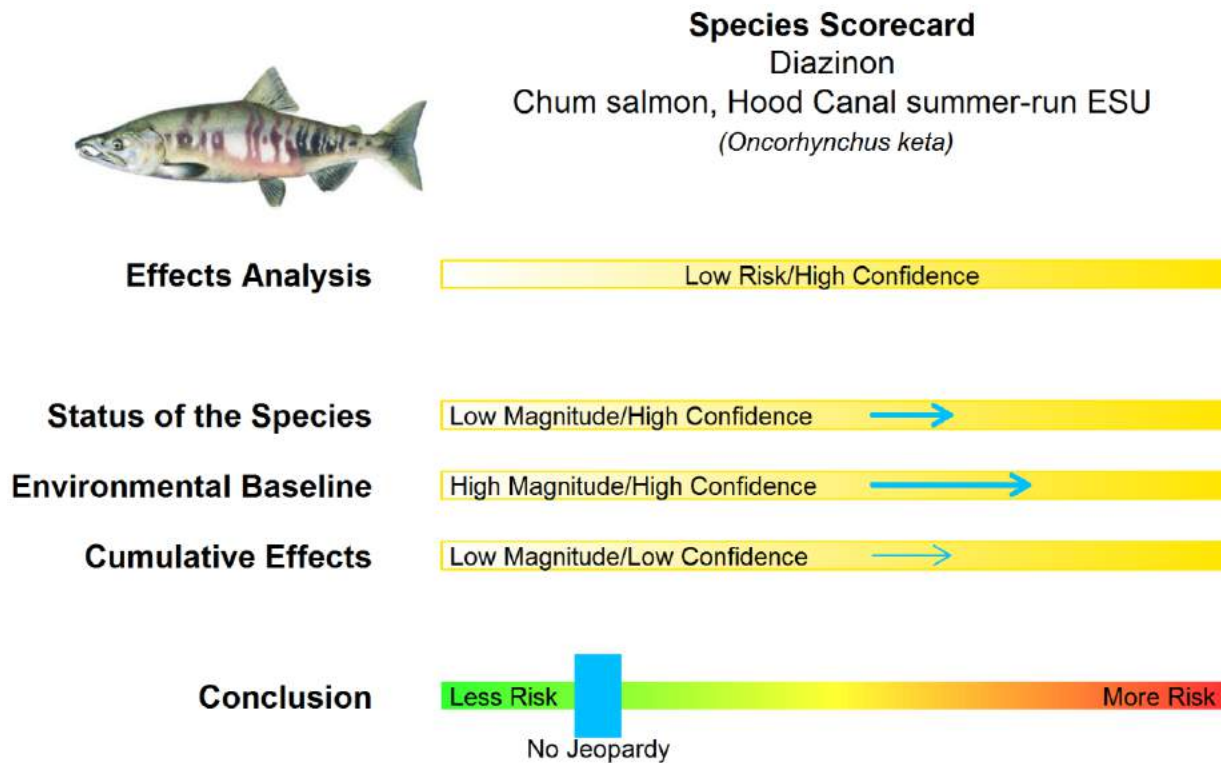 Species Scorecard
Diazinon
Chum salmon, Hood Canal summer-run ESU
(Oncorhynchus keta)
Effects Analysis
Low Risk/High Confidence
Status of the Species
Low Magnitude/High Confidence
Environmental Baseline
High Magnitude/High Confidence
Cumulative Effects
Low Magnitude/Low Confidence
Conclusion
Less Risk
More Risk
No Jeopardy